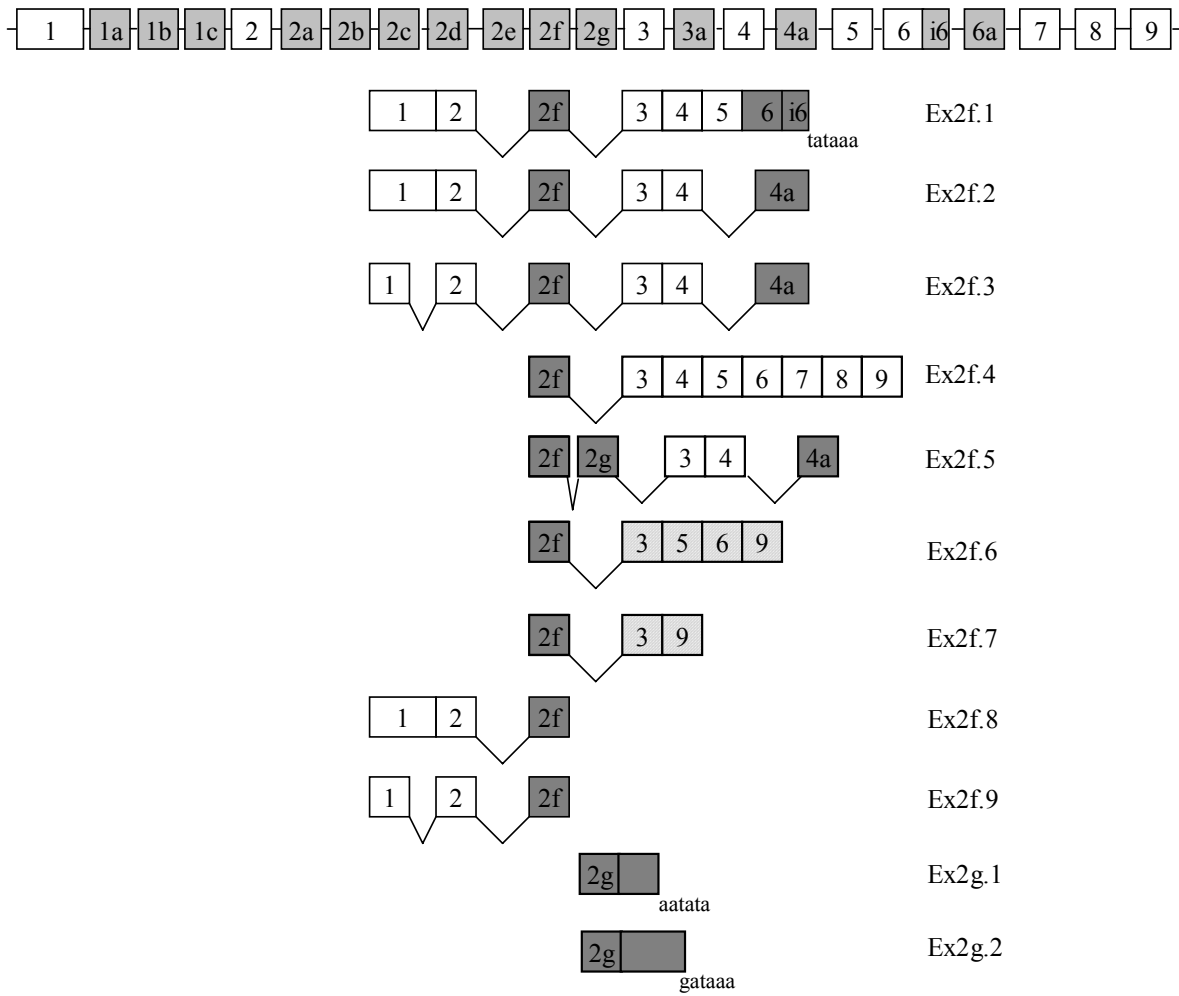 1 1a 1b 1c 2 2a 2b 2c 2d 2e 2f 2g 3 3a 4 4a 5 6 i6 6a 7 8 9
1 2 2f 3 4 5 6 i6 Ex2f.1
tataaa
1 2 2f 3 4 4a Ex2f.2
1 2 2f 3 4 4a Ex2f.3
2f 3 4 5 6 7 8 9 Ex2f.4
2f 2g 3 4 4a Ex2f.5
2f 3 5 6 9 Ex2f.6
2f 3 9 Ex2f.7
1 2 2f Ex2f.8
1 2 2f Ex2f.9
2g Ex2g.1
aatata
2g Ex2g.2
gataaa